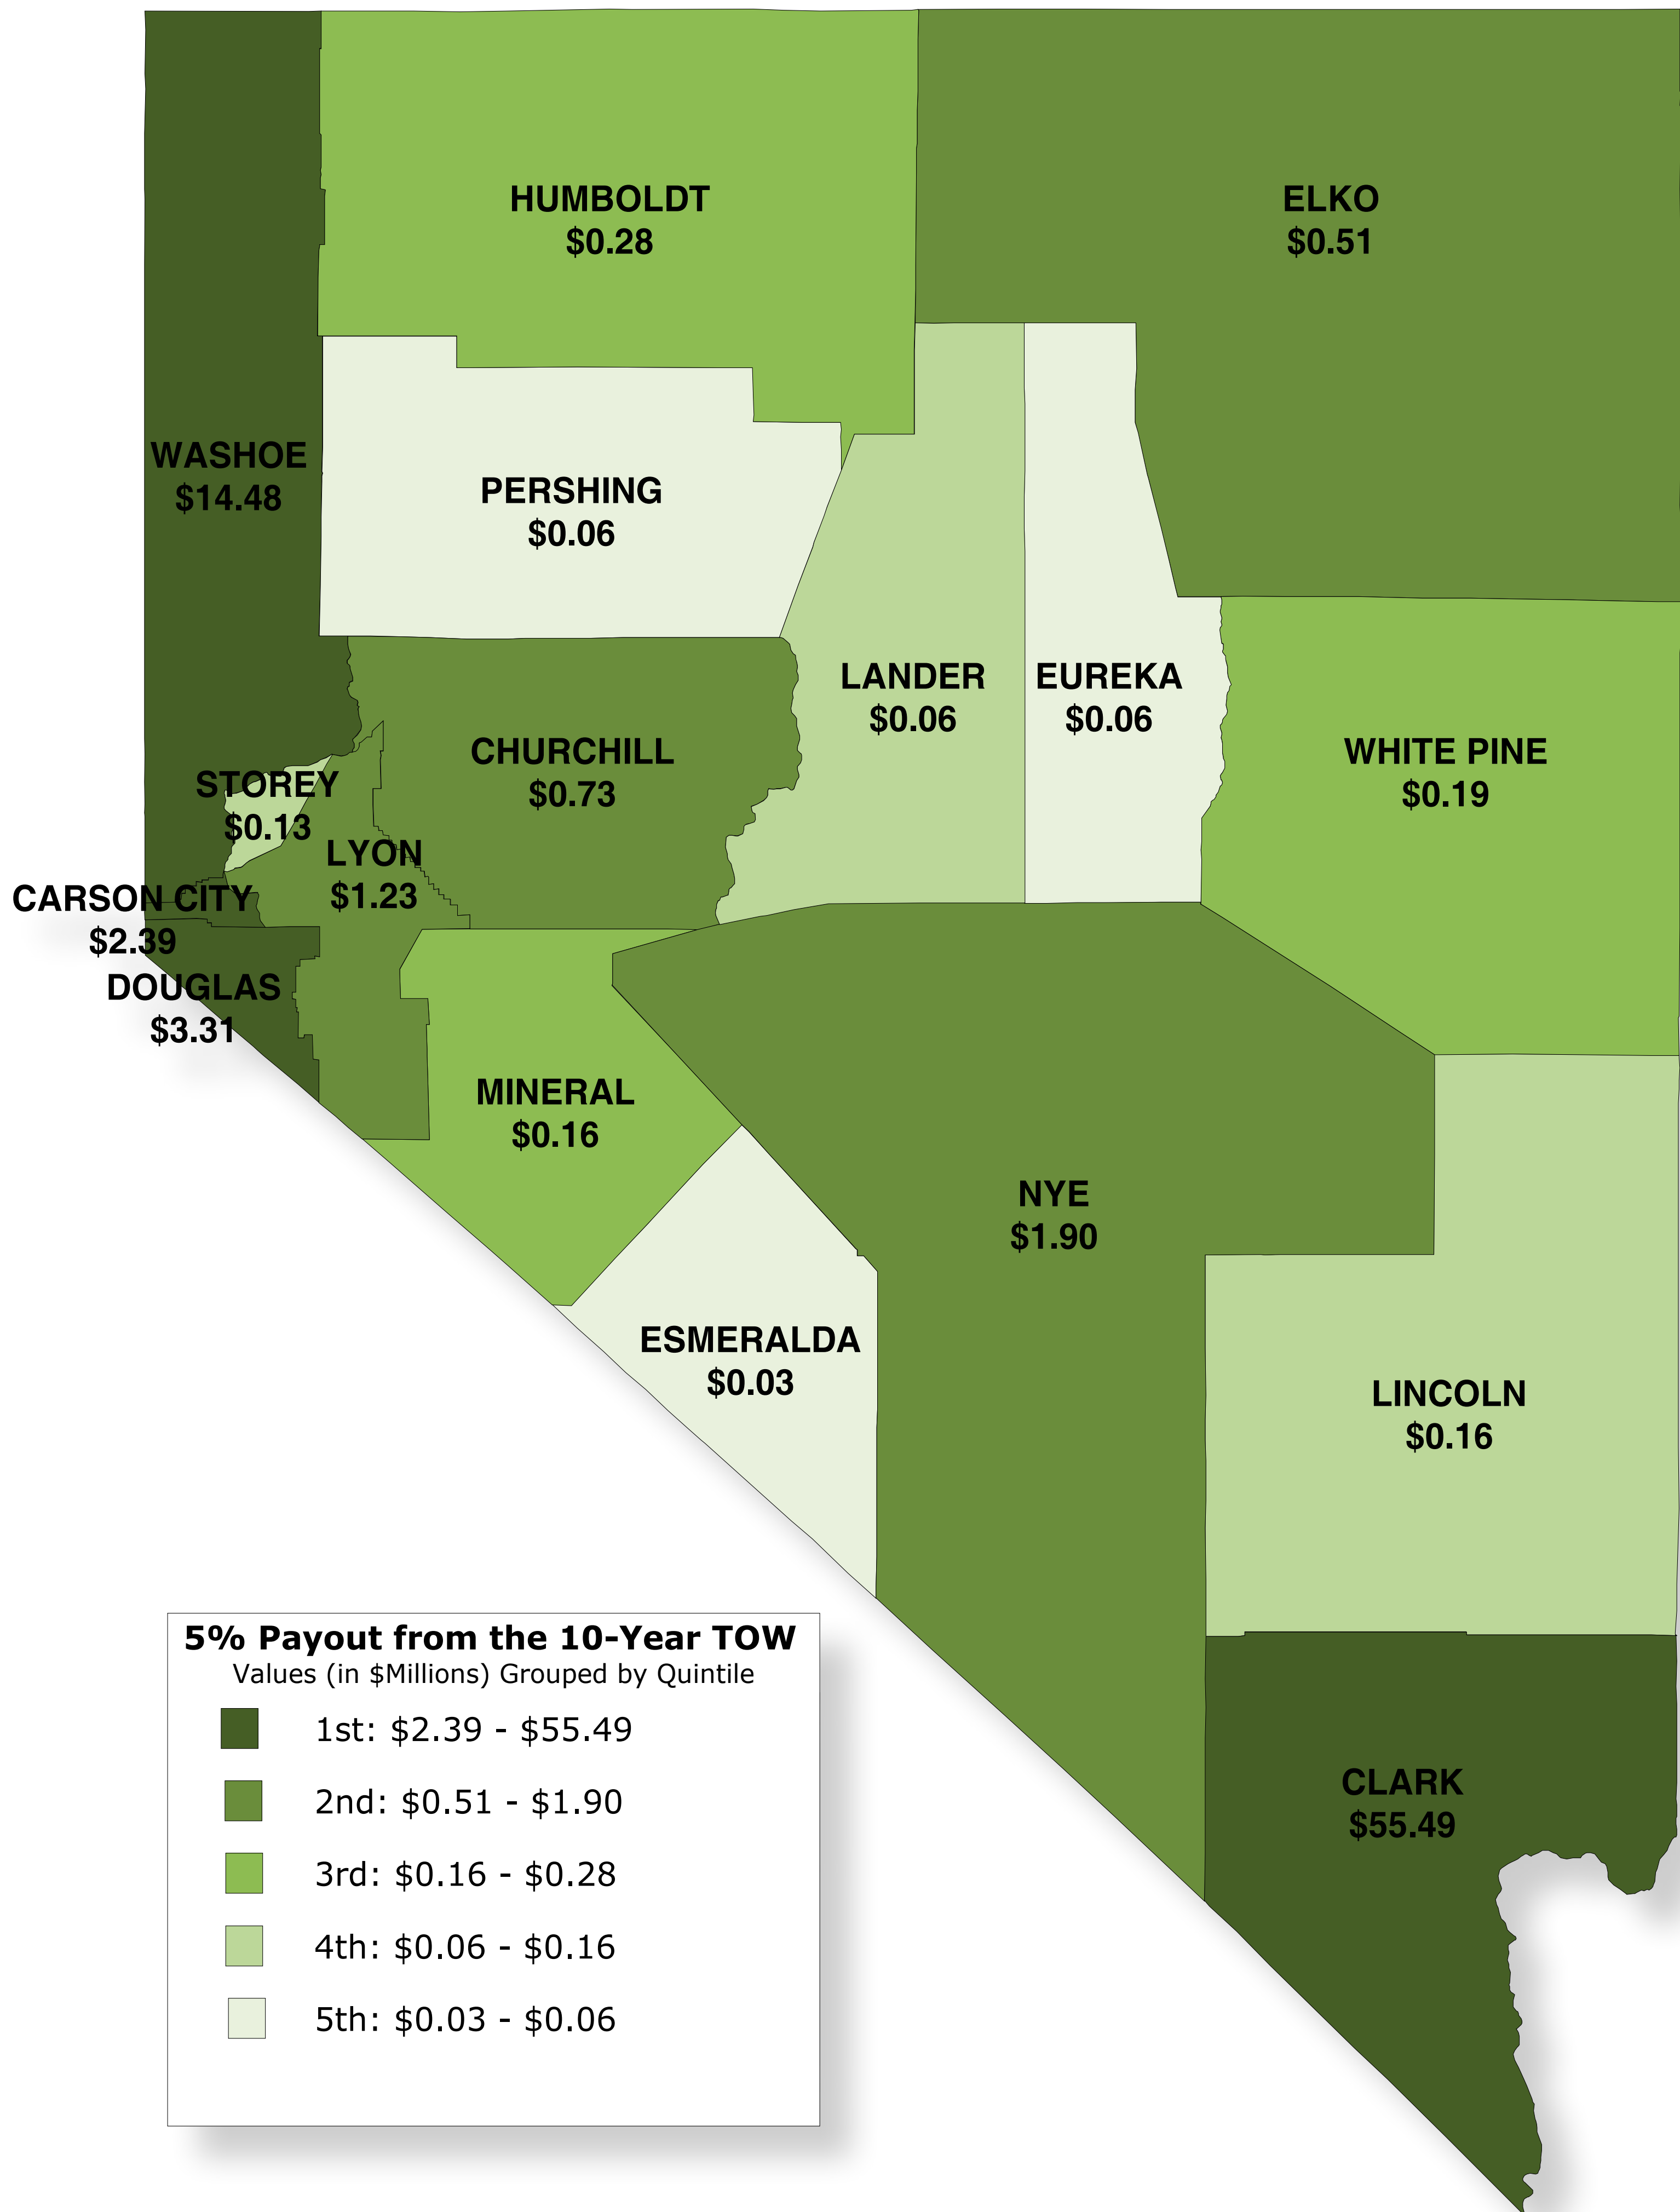 HUMBOLDT
$0.28
ELKO
$0.51
WASHOE
$14.48
PERSHING
$0.06
LANDER
$0.06
EUREKA
$0.06
WHITE PINE
$0.19
CHURCHILL
$0.73
STOREY
$0.13
LYON
$1.23
CARSON CITY
$2.39
DOUGLAS
$3.31
MINERAL
$0.16
NYE
$1.90
ESMERALDA
$0.03
LINCOLN
$0.16
CLARK
$55.49
5% Payout from the 10-Year TOW
Values (in $Millions) Grouped by Quintile
1st: $2.39 - $55.49
2nd: $0.51 - $1.90
3rd: $0.16 - $0.28
4th: $0.06 - $0.16
5th: $0.03 - $0.06